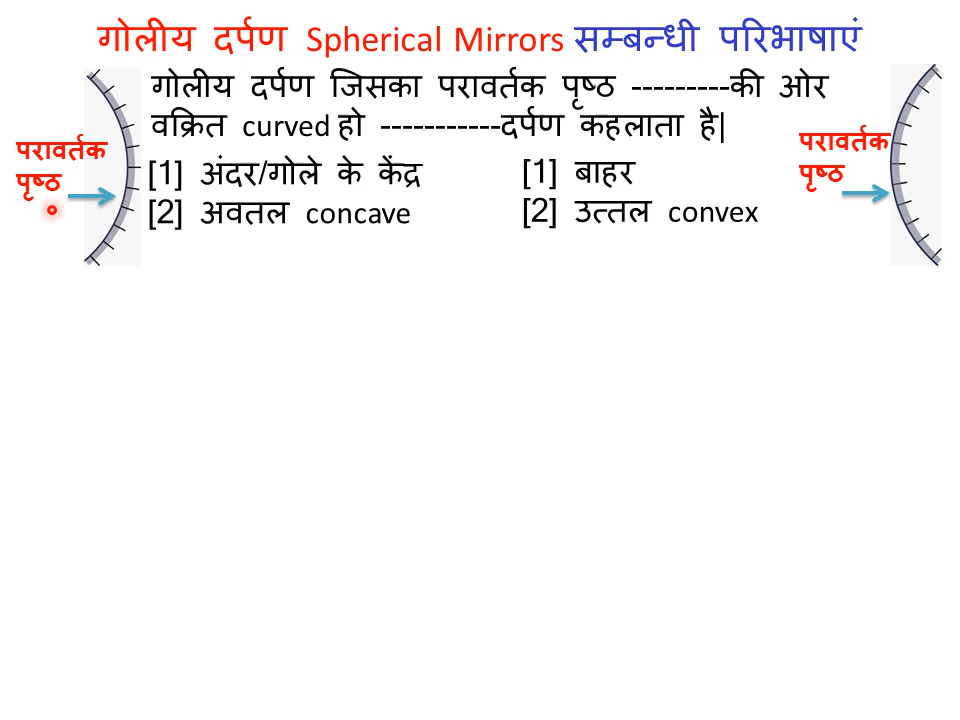 गोलीय दर्पण Spherical Mirrors सम्बन्धी परिभाषाएं
गोलीय दर्पण जिसका परावर्तक पृष्ठ ---------की ओर
वक्रित curved हो -----------दर्पण कहलाता है|
परावर्तक
पृष्ठ
[1] अंदर/गोले के केंद्र
[2] अवतल concave
[1] बाहर
[2] उत्तल convex
परावर्तक
पृष्ठ